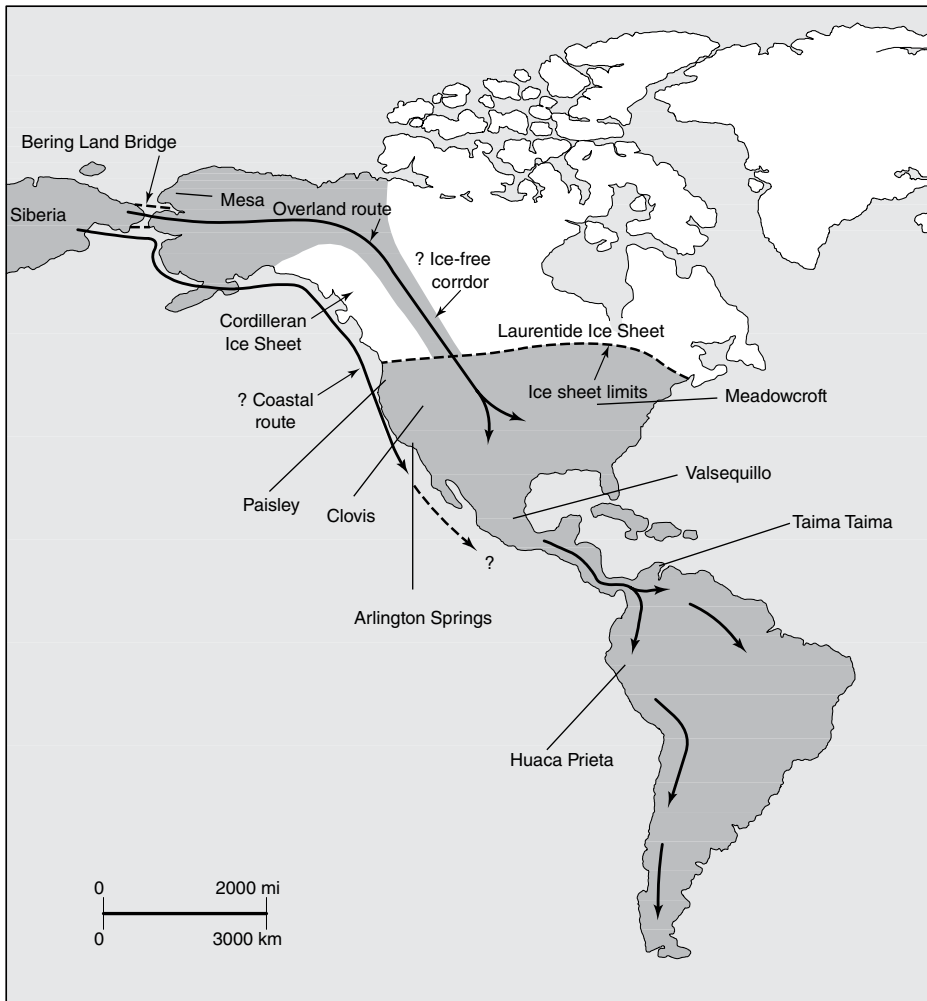 Bering Land Bridge
Siberia
Mesa
Overland route
? Ice-free
corrdor
Cordilleran
Ice Sheet
Laurentide Ice Sheet
Ice sheet limits
Meadowcroft
? Coastal
route
Paisley
Clovis
Valsequillo
Taima Taima
?
Arlington Springs
Huaca Prieta
0
2000 mi
0
3000 km